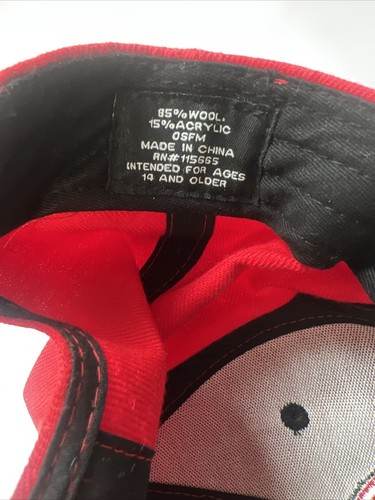 85% WOOL,
15% ACRYLIC
OSFM
MADE IN CHINA
RN# 115665
INTENDED FOR AGES
14 AND OLDER